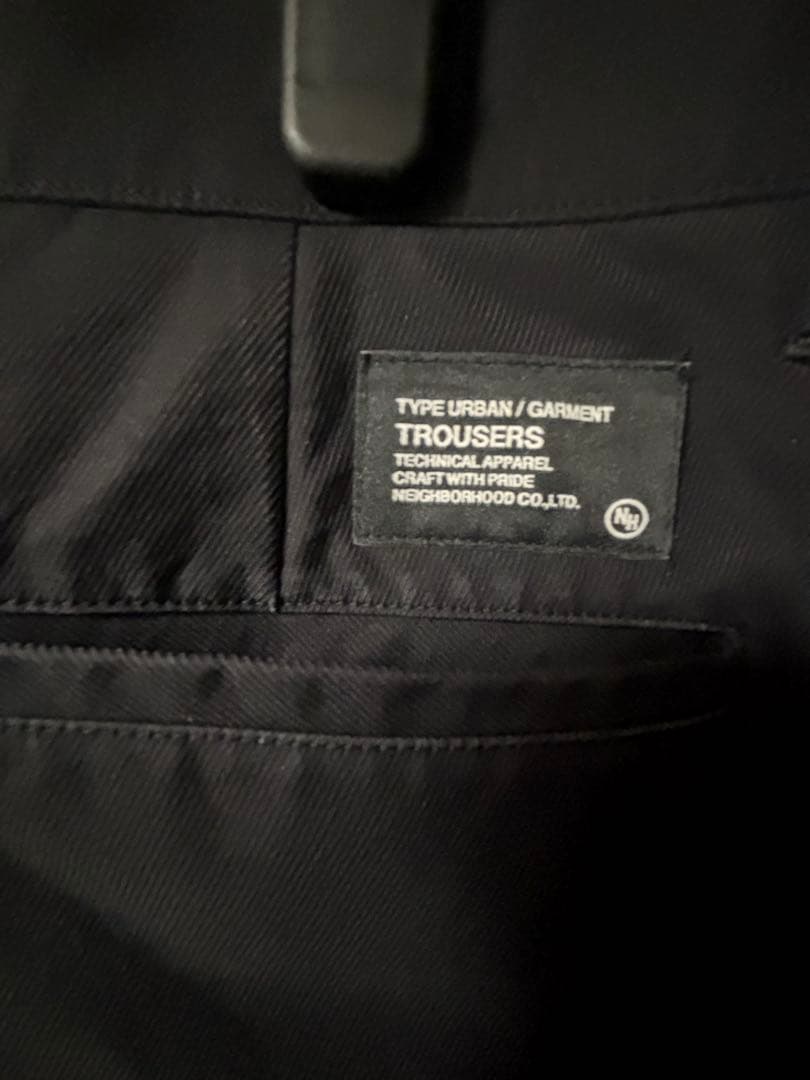 TYPE URBAN / GARMENT
TROUSERS
TECHNICAL APPAREL
CRAFT WITH PRIDE
NEIGHBORHOOD CO.,LTD.
NH